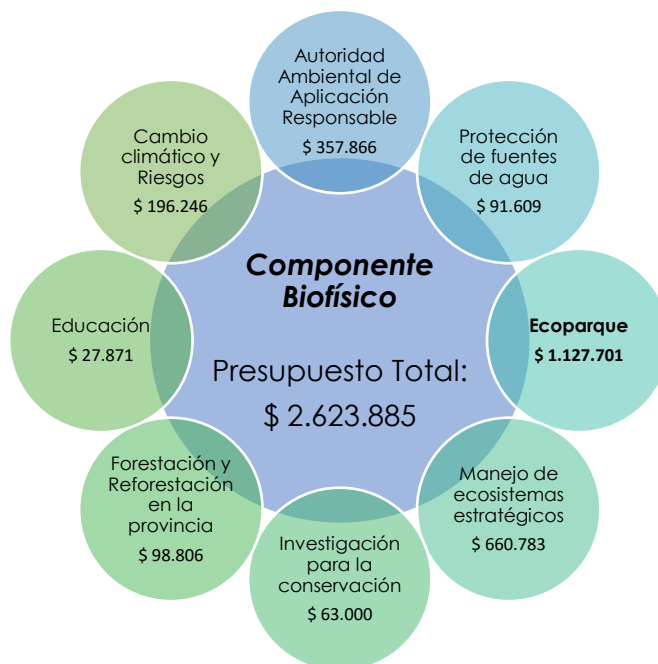 Autoridad
Ambiental de
Aplicación
Responsable
$ 357.866
Protección
de fuentes
de agua
$ 91.609
Ecoparque
$ 1.127.701
Manejo de
ecosistemas
estratégicos
$ 660.783
Investigación
para la
conservación
$ 63.000
Forestación y
Reforestación
en la
provincia
$ 98.806
Educación
$ 27.871
Cambio
climático y
Riesgos
$ 196.246
Componente
Biofísico
Presupuesto Total:
$ 2.623.885